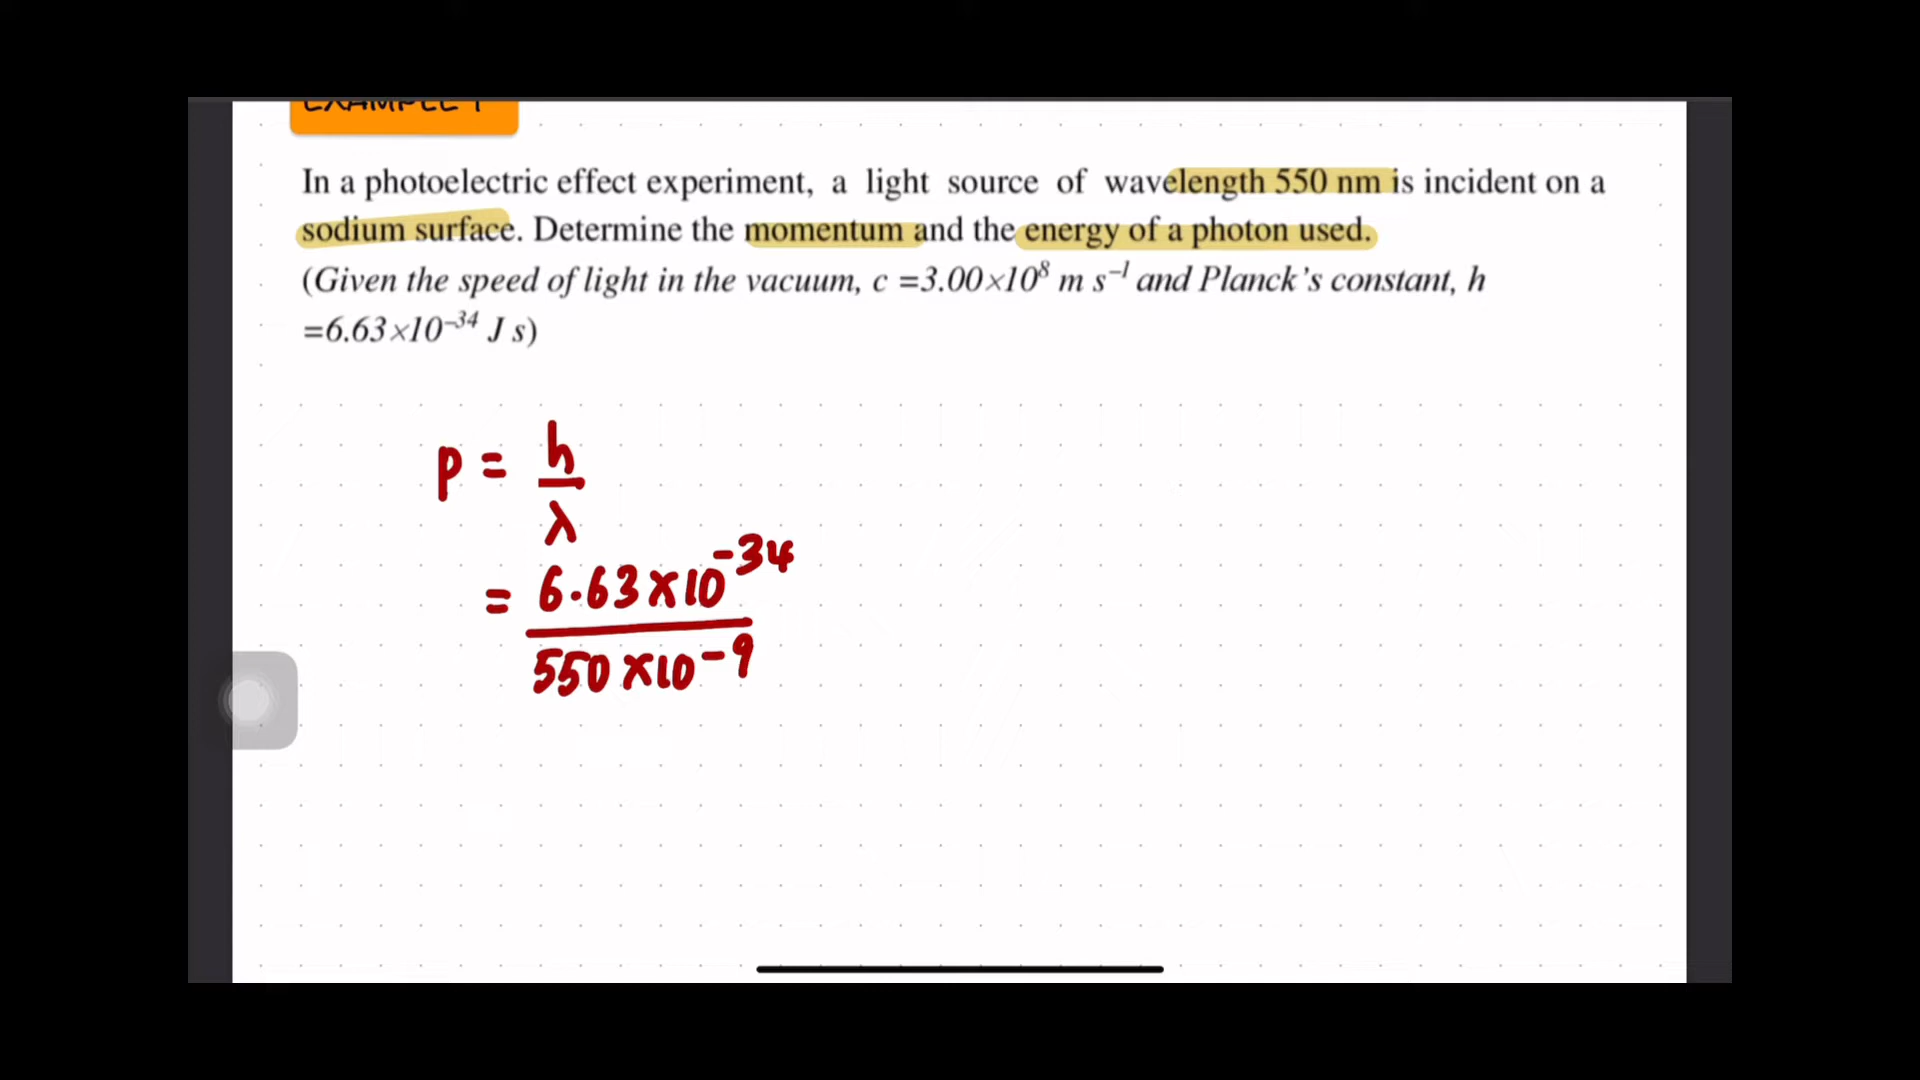 EXAMPLE 1
In a photoelectric effect experiment, a light source of wavelength 550 nm is incident on a
sodium surface. Determine the momentum and the energy of a photon used.
(Given the speed of light in the vacuum, c =3.00×10⁸ m s⁻¹ and Planck's constant, h
=6.63×10⁻³⁴ J s)
p = h/λ
= 6.63×10⁻³⁴
550×10⁻⁹